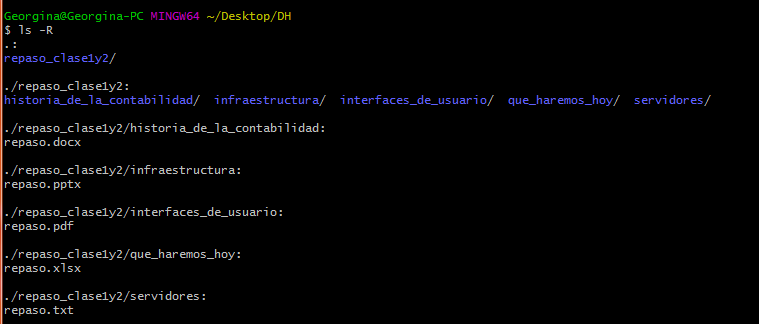 Georgina@Georgina-PC MINGW64 ~/Desktop/DH
$ ls -R
.:
repaso_clase1y2/
./repaso_clase1y2:
historia_de_la_contabilidad/  infraestructura/  interfaces_de_usuario/  que_haremos_hoy/  servidores/
./repaso_clase1y2/historia_de_la_contabilidad:
repaso.docx
./repaso_clase1y2/infraestructura:
repaso.pptx
./repaso_clase1y2/interfaces_de_usuario:
repaso.pdf
./repaso_clase1y2/que_haremos_hoy:
repaso.xlsx
./repaso_clase1y2/servidores:
repaso.txt